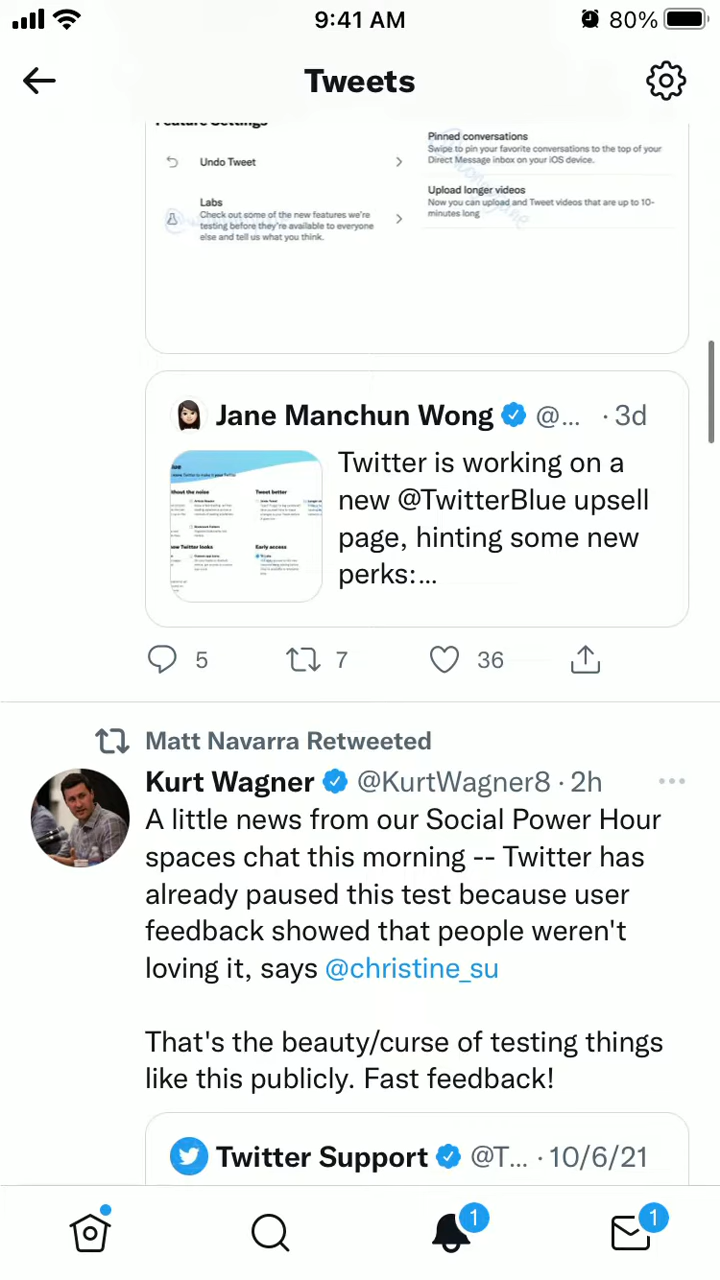 9:41 AM
80%
Tweets
Feature Settings
Undo Tweet
Labs
Check out some of the new features we're
testing before they're available to everyone
else and tell us what you think.
Pinned conversations
Swipe to pin your favorite conversations to the top of your
Direct Message inbox on your iOS device.
Upload longer videos
Now you can upload and Tweet videos that are up to 10-
minutes long
Jane Manchun Wong @... · 3d
Tweet better
Early access
Twitter is working on a
new @TwitterBlue upsell
page, hinting some new
perks:...
5 7 36
Matt Navarra Retweeted
Kurt Wagner @KurtWagner8 · 2h
A little news from our Social Power Hour
spaces chat this morning -- Twitter has
already paused this test because user
feedback showed that people weren't
loving it, says @christine_su
That's the beauty/curse of testing things
like this publicly. Fast feedback!
Twitter Support @T... · 10/6/21
1 1